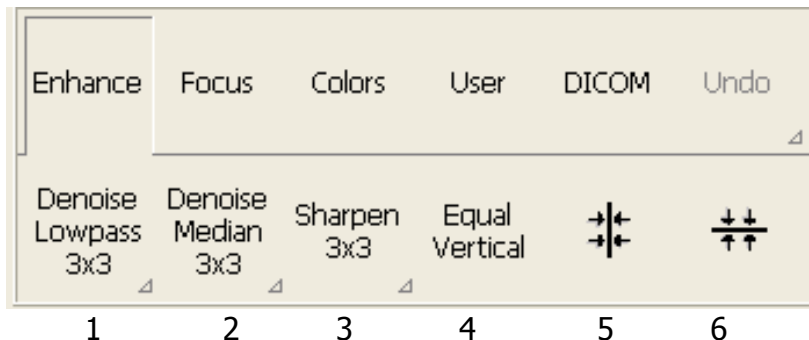 Enhance Focus Colors User DICOM Undo
Denoise Lowpass 3x3
Denoise Median 3x3
Sharpen 3x3
Equal Vertical
1 2 3 4 5 6